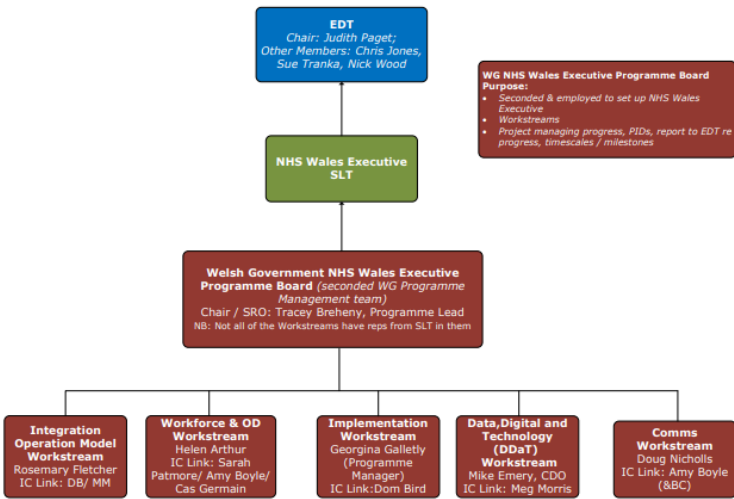 EDT
Chair: Judith Paget;
Other Members: Chris Jones,
Sue Tranka, Nick Wood
WG NHS Wales Executive Programme Board
Purpose:
• Seconded & employed to set up NHS Wales
Executive
• Workstreams
• Project managing progress, PIDs, report to EDT re
progress, timescales / milestones
NHS Wales Executive
SLT
Welsh Government NHS Wales Executive
Programme Board (seconded WG Programme
Management team)
Chair / SRO: Tracey Breheny, Programme Lead
NB: Not all of the Workstreams have reps from SLT in them
Integration
Operation Model
Workstream
Rosemary Fletcher
IC Link: DB/ MM
Workforce & OD
Workstream
Helen Arthur
IC Link: Sarah
Patmore/ Amy Boyle/
Cas Germain
Implementation
Workstream
Georgina Galletly
(Programme
Manager)
IC Link:Dom Bird
Data,Digital and
Technology
(DDaT)
Workstream
Mike Emery, CDO
IC Link: Meg Morris
Comms
Workstream
Doug Nicholls
IC Link: Amy Boyle
(&BC)